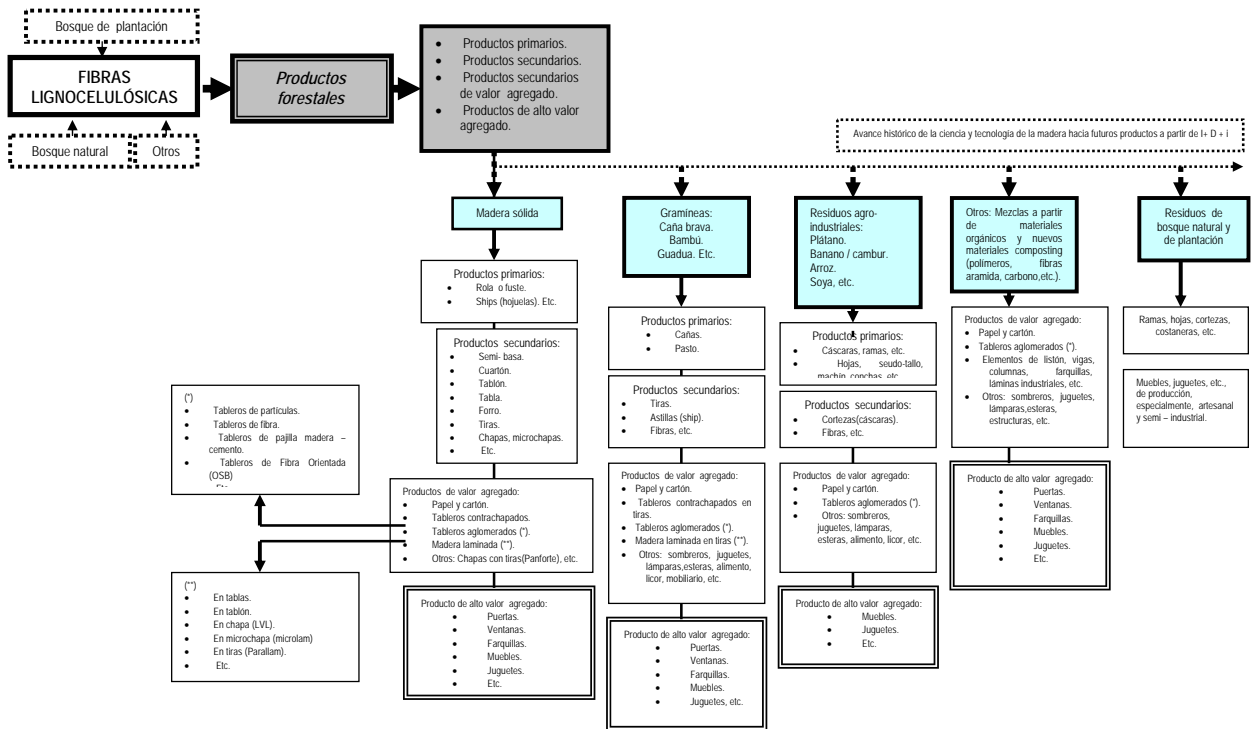 Bosque de plantación
FIBRAS
LIGNOCELULÓSICAS
Bosque natural
Otros
Productos
forestales
• Productos primarios.
• Productos secundarios.
• Productos secundarios
de valor agregado.
• Productos de alto valor
agregado.
Avance histórico de la ciencia y tecnología de la madera hacia futuros productos a partir de I+ D + i
Madera sólida
Productos primarios:
• Rola o fuste.
• Ships (hojuelas). Etc.
Productos secundarios:
• Semi- basa.
• Cuartón.
• Tablón.
• Tabla.
• Forro.
• Tiras.
• Chapas, microchapas.
• Etc.
Productos de valor agregado:
• Papel y cartón.
• Tableros contrachapados.
• Tableros aglomerados (*).
• Madera laminada (**).
• Otros: Chapas con tiras(Panforte), etc.
Producto de alto valor agregado:
• Puertas.
• Ventanas.
• Farquillas.
• Muebles.
• Juguetes.
• Etc.
(*)
• Tableros de partículas.
• Tableros de fibra.
• Tableros de pajilla madera –
cemento.
• Tableros de Fibra Orientada
(OSB)
Etc
(**)
• En tablas.
• En tablón.
• En chapa (LVL).
• En microchapa (microlam)
• En tiras (Parallam).
• Etc.
Gramíneas:
Caña brava.
Bambú.
Guadua. Etc.
Productos primarios:
• Cañas.
• Pasto.
Productos secundarios:
• Tiras.
• Astillas (ship).
• Fibras, etc.
Productos de valor agregado:
• Papel y cartón.
• Tableros contrachapados en
tiras.
• Tableros aglomerados (*).
• Madera laminada en tiras (**).
• Otros: sombreros, juguetes,
lámparas,esteras, alimento,
licor, mobiliario, etc.
Producto de alto valor agregado:
• Puertas.
• Ventanas.
• Farquillas.
• Muebles.
• Juguetes, etc.
Residuos agro-
industriales:
Plátano.
Banano / cambur.
Arroz.
Soya, etc.
Productos primarios:
• Cáscaras, ramas, etc.
• Hojas, seudo-tallo,
machín, conchas, etc
Productos secundarios:
• Cortezas(cáscaras).
• Fibras, etc.
Productos de valor agregado:
• Papel y cartón.
• Tableros aglomerados (*).
• Otros: sombreros,
juguetes, lámparas,
esteras, alimento, licor, etc.
Producto de alto valor agregado:
• Muebles.
• Juguetes.
• Etc.
Otros: Mezclas a partir
de materiales
orgánicos y nuevos
materiales composting
(polímeros, fibras
aramida, carbono,etc.).
Productos de valor agregado:
• Papel y cartón.
• Tableros aglomerados (*).
• Elementos de listón, vigas,
columnas, farquillas,
láminas industriales, etc.
• Otros: sombreros, juguetes,
lámparas,esteras,
estructuras, etc.
Producto de alto valor agregado:
• Puertas.
• Ventanas.
• Farquillas.
• Muebles.
• Juguetes.
• Etc.
Residuos de
bosque natural y
de plantación
Ramas, hojas, cortezas,
costaneras, etc.
Muebles, juguetes, etc.,
de producción,
especialmente, artesanal
y semi – industrial.